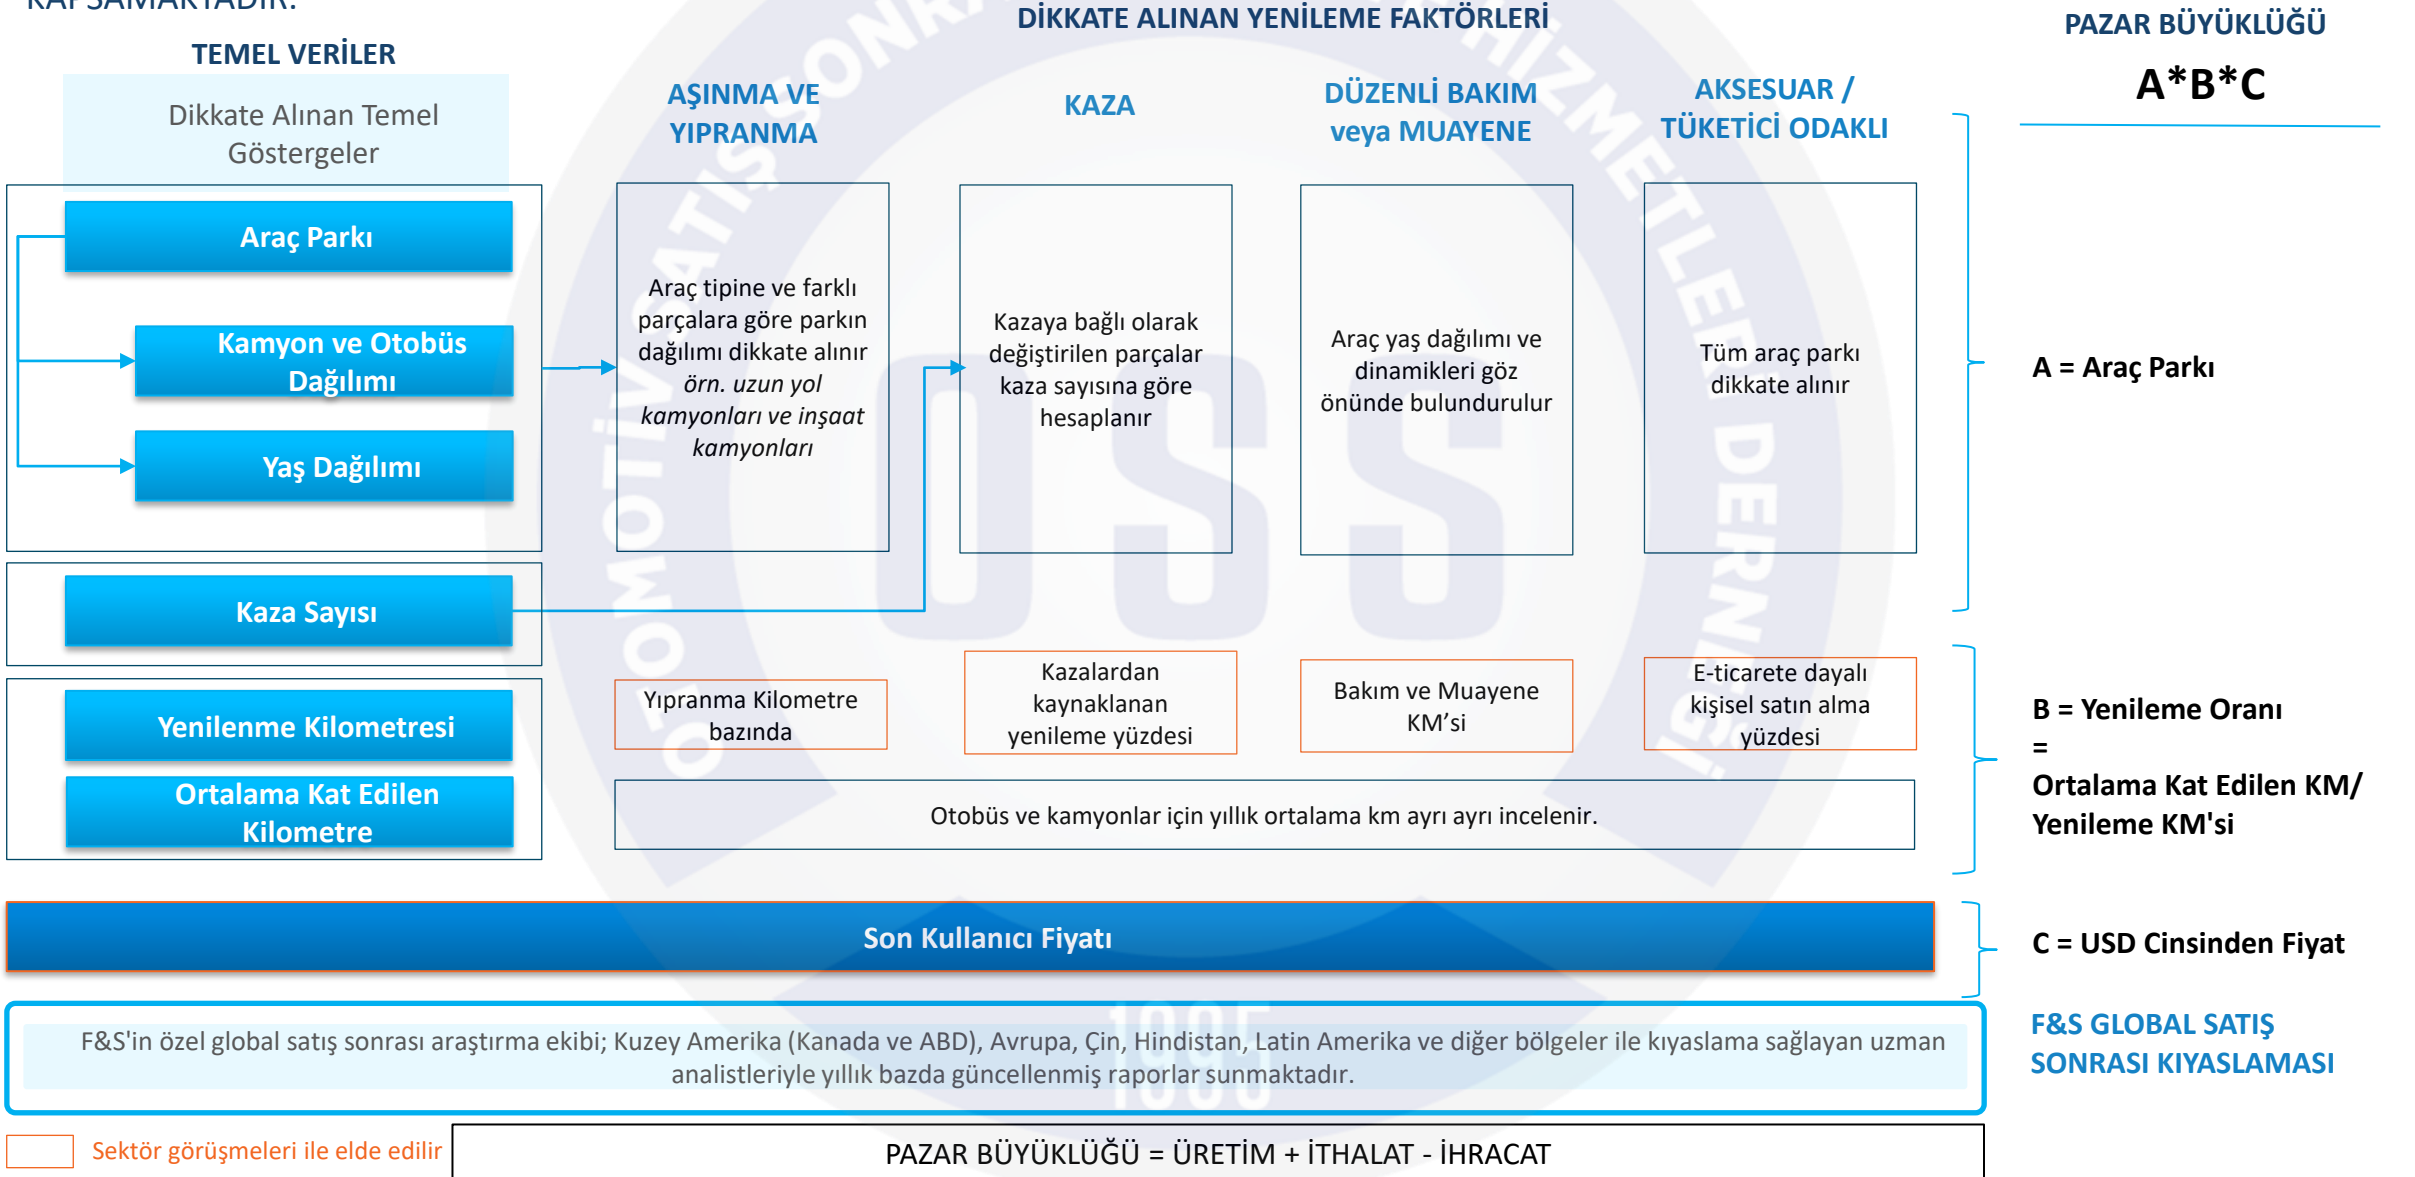 KAPSAMAKTADIR.
DİKKATE ALINAN YENİLEME FAKTÖRLERİ
PAZAR BÜYÜKLÜĞÜ
A*B*C
TEMEL VERİLER
Dikkate Alınan Temel
Göstergeler
AŞINMA VE
YIPRANMA
KAZA
DÜZENLİ BAKIM
veya MUAYENE
AKSESUAR /
TÜKETİCİ ODAKLI
Araç Parkı
Kamyon ve Otobüs
Dağılımı
Yaş Dağılımı
Araç tipine ve farklı
parçalara göre parkın
dağılımı dikkate alınır
örn. uzun yol
kamyonları ve inşaat
kamyonları
Kazaya bağlı olarak
değiştirilen parçalar
kaza sayısına göre
hesaplanır
Araç yaş dağılımı ve
dinamikleri göz
önünde bulundurulur
Tüm araç parkı
dikkate alınır
A = Araç Parkı
Kaza Sayısı
Yenilenme Kilometresi
Ortalama Kat Edilen
Kilometre
Yıpranma Kilometre
bazında
Kazalardan
kaynaklanan
yenileme yüzdesi
Bakım ve Muayene
KM’si
E-ticarete dayalı
kişisel satın alma
yüzdesi
Otobüs ve kamyonlar için yıllık ortalama km ayrı ayrı incelenir.
B = Yenileme Oranı
=
Ortalama Kat Edilen KM/
Yenileme KM'si
Son Kullanıcı Fiyatı
C = USD Cinsinden Fiyat
F&S'in özel global satış sonrası araştırma ekibi; Kuzey Amerika (Kanada ve ABD), Avrupa, Çin, Hindistan, Latin Amerika ve diğer bölgeler ile kıyaslama sağlayan uzman
analistleriyle yıllık bazda güncellenmiş raporlar sunmaktadır.
F&S GLOBAL SATIŞ
SONRASI KIYASLAMASI
Sektör görüşmeleri ile elde edilir
PAZAR BÜYÜKLÜĞÜ = ÜRETİM + İTHALAT - İHRACAT
OSS
1995